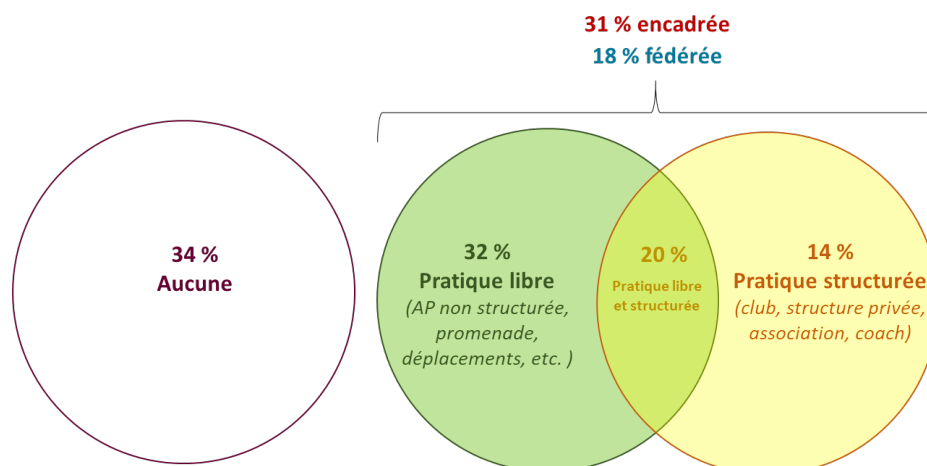 31 % encadrée
18 % fédérée
34 %
Aucune
32 %
Pratique libre
(AP non structurée,
promenade,
déplacements, etc. )
20 %
Pratique libre
et structurée
14 %
Pratique structurée
(club, structure privée,
association, coach)